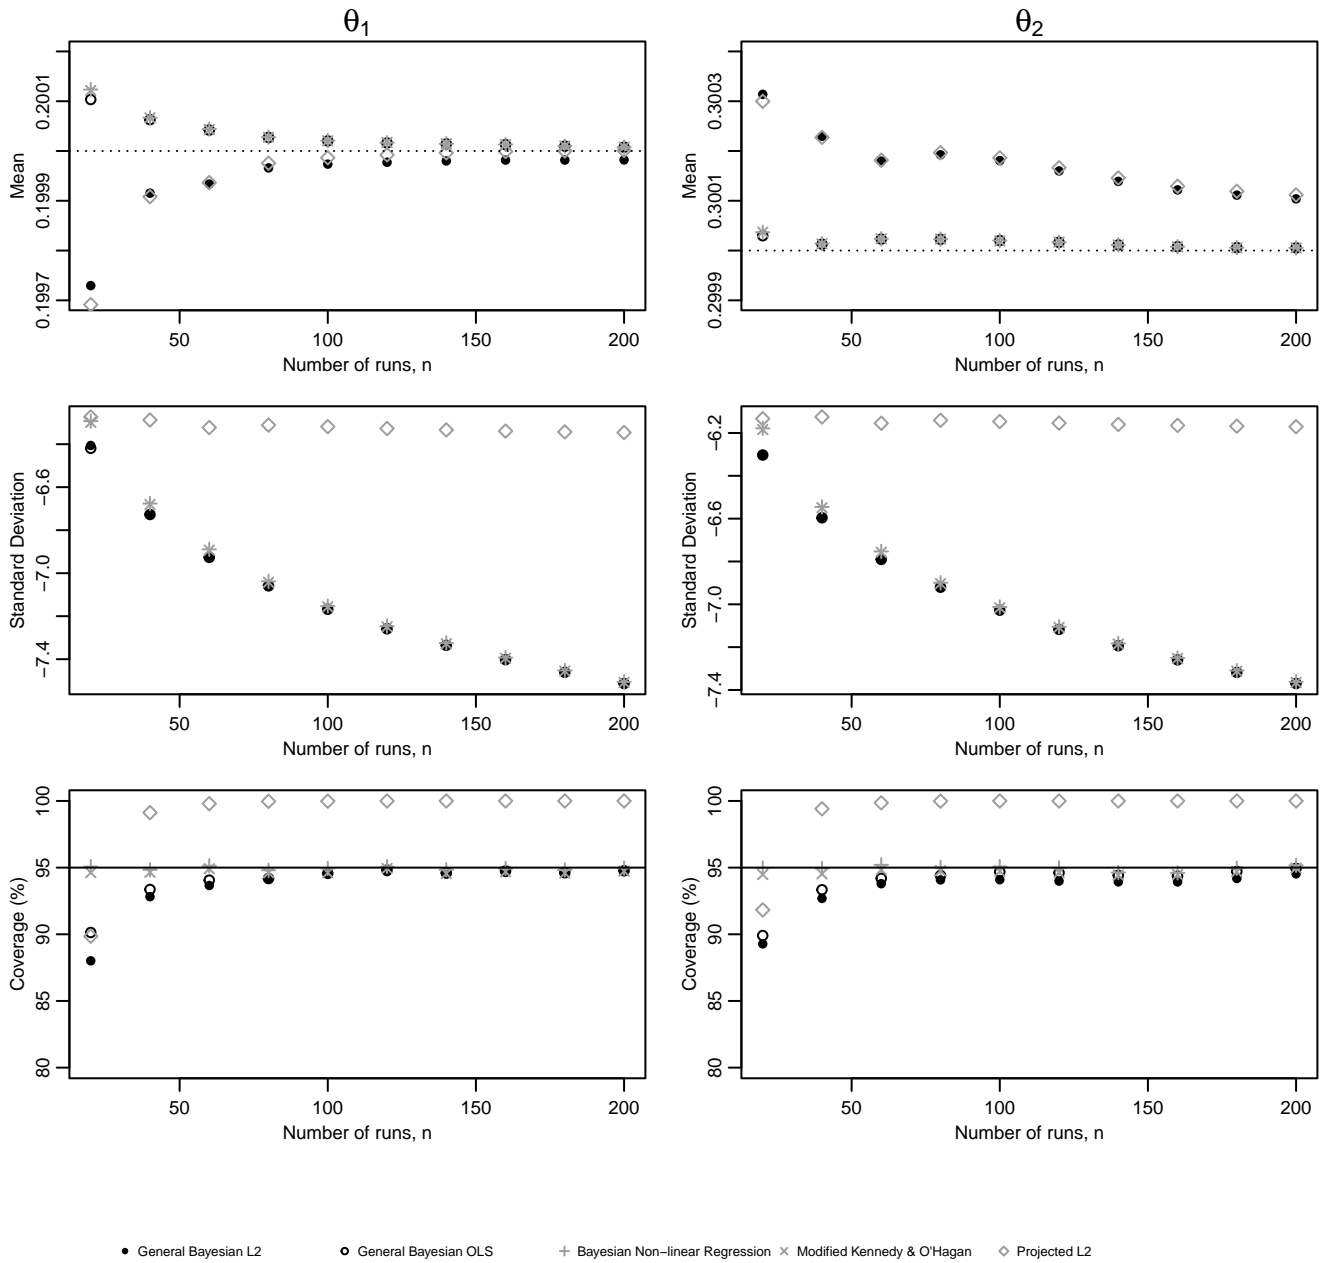 θ1
θ2
Mean
0.1997
0.1999
0.2001
50
100
150
200
Number of runs, n
Mean
0.2999
0.3001
0.3003
50
100
150
200
Number of runs, n
Standard Deviation
−7.4
−7.0
−6.6
50
100
150
200
Number of runs, n
Standard Deviation
−7.4
−7.0
−6.6
−6.2
50
100
150
200
Number of runs, n
Coverage (%)
80
85
90
95
100
50
100
150
200
Number of runs, n
Coverage (%)
80
85
90
95
100
50
100
150
200
Number of runs, n
General Bayesian L2
General Bayesian OLS
Bayesian Non−linear Regression
Modified Kennedy & O'Hagan
Projected L2